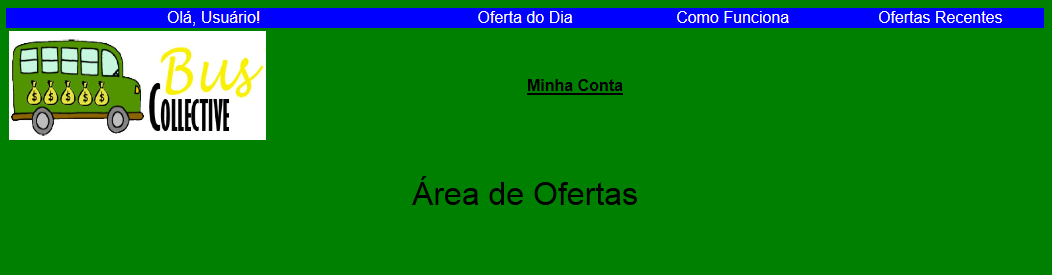 Olá, Usuário! Oferta do Dia Como Funciona Ofertas Recentes
Bus
COLLECTIVE
$ $ $ $ $
Minha Conta
Área de Ofertas